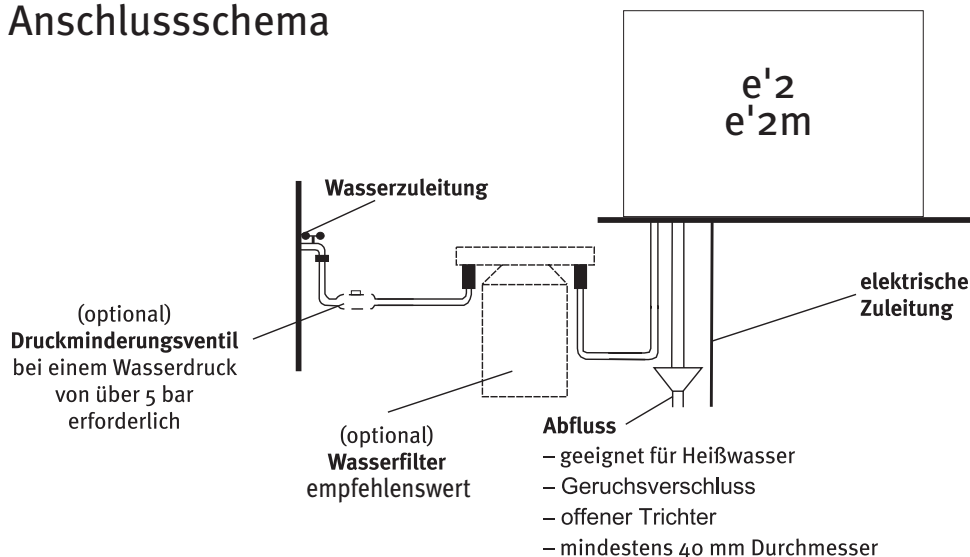 Anschlussschema
e'2
e'2m
Wasserzuleitung
elektrische
Zuleitung
(optional)
Druckminderungsventil
bei einem Wasserdruck
von über 5 bar
erforderlich
(optional)
Wasserfilter
empfehlenswert
Abfluss
– geeignet für Heißwasser
– Geruchsverschluss
– offener Trichter
– mindestens 40 mm Durchmesser